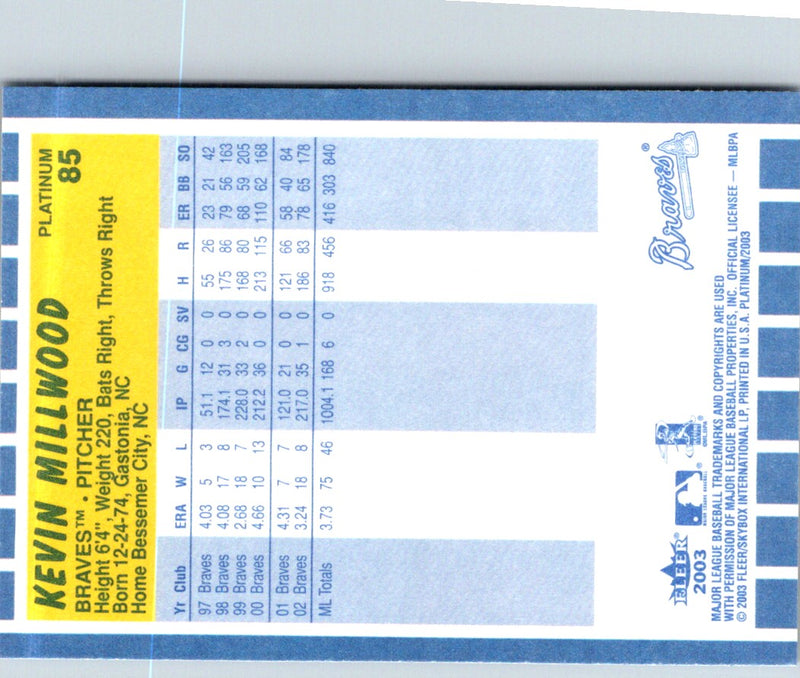 KEVIN MILLWOOD
PLATINUM
85
BRAVES™ • PITCHER
Height 6'4", Weight 220, Bats Right, Throws Right
Born 12-24-74, Gastonia, NC
Home Bessemer City, NC
Yr Club ERA W L IP G CG SV H R ER BB SO
97 Braves 4.03 5 3 51.1 12 0 0 55 26 23 21 42
98 Braves 4.08 17 8 174.1 31 3 0 175 86 79 56 163
99 Braves 2.68 18 7 228.0 33 2 0 168 80 68 59 205
00 Braves 4.66 10 13 212.2 36 0 0 213 115 110 62 168
01 Braves 4.31 7 7 121.0 21 0 0 121 66 58 40 84
02 Braves 3.24 18 8 217.0 35 1 0 186 83 78 65 178
ML Totals 3.73 75 46 1004.1 168 6 0 918 456 416 303 840
Braves®
FLEER
2003
MAJOR LEAGUE BASEBALL TRADEMARKS AND COPYRIGHTS ARE USED
WITH PERMISSION OF MAJOR LEAGUE BASEBALL PROPERTIES, INC. OFFICIAL LICENSEE — MLBPA
© 2003 FLEER/SKYBOX INTERNATIONAL LP, PRINTED IN U.S.A. PLATINUM/2003